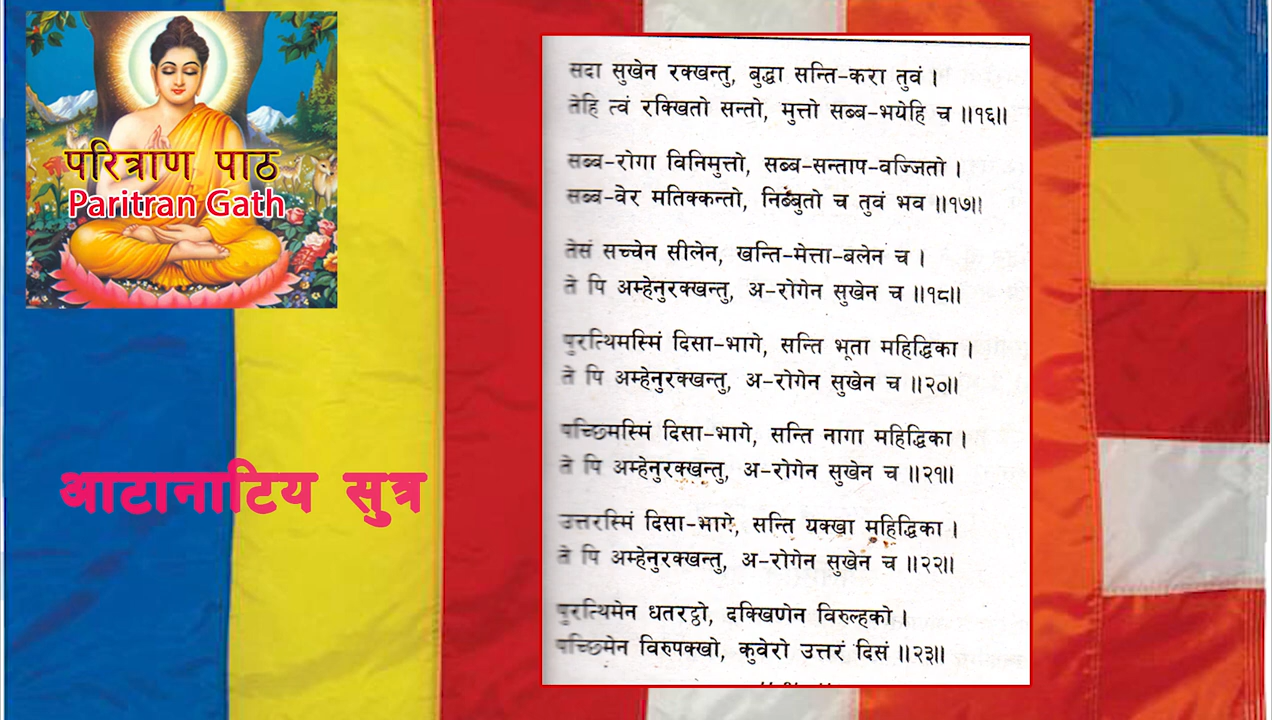 परित्राण पाठ
Paritran Gath
आटानाटिय सुत्र
सदा सुखेन रक्खन्तु, बुद्धा सन्ति-करा तुवं ।
तेहि त्वं रक्खितो सन्तो, मुत्तो सब्ब-भयेहि च ॥१६॥
सब्ब-रोगा विनिमुत्तो, सब्ब-सन्ताप-वज्जितो ।
सब्ब-वेर मतिक्कन्तो, निब्बुतो च तुवं भव ॥१७॥
तेसं सच्चेन सीलेन, खन्ति-मेत्ता-बलेन च ।
ते पि अम्हेनुरक्खन्तु, अ-रोगेन सुखेन च ॥१८॥
पुरत्थिमस्मिं दिसा-भागे, सन्ति भूता महिद्धिका ।
ते पि अम्हेनुरक्खन्तु, अ-रोगेन सुखेन च ॥२०॥
पच्छिमस्मिं दिसा-भागे, सन्ति नागा महिद्धिका ।
ते पि अम्हेनुरक्खन्तु, अ-रोगेन सुखेन च ॥२१॥
उत्तरस्मिं दिसा-भागे, सन्ति यक्खा महिद्धिका ।
ते पि अम्हेनुरक्खन्तु, अ-रोगेन सुखेन च ॥२२॥
पुरत्थिमेन धतरट्ठो, दक्खिणेन विरुल्हको ।
पच्छिमेन विरुपक्खो, कुवेरो उत्तरं दिसं ॥२३॥